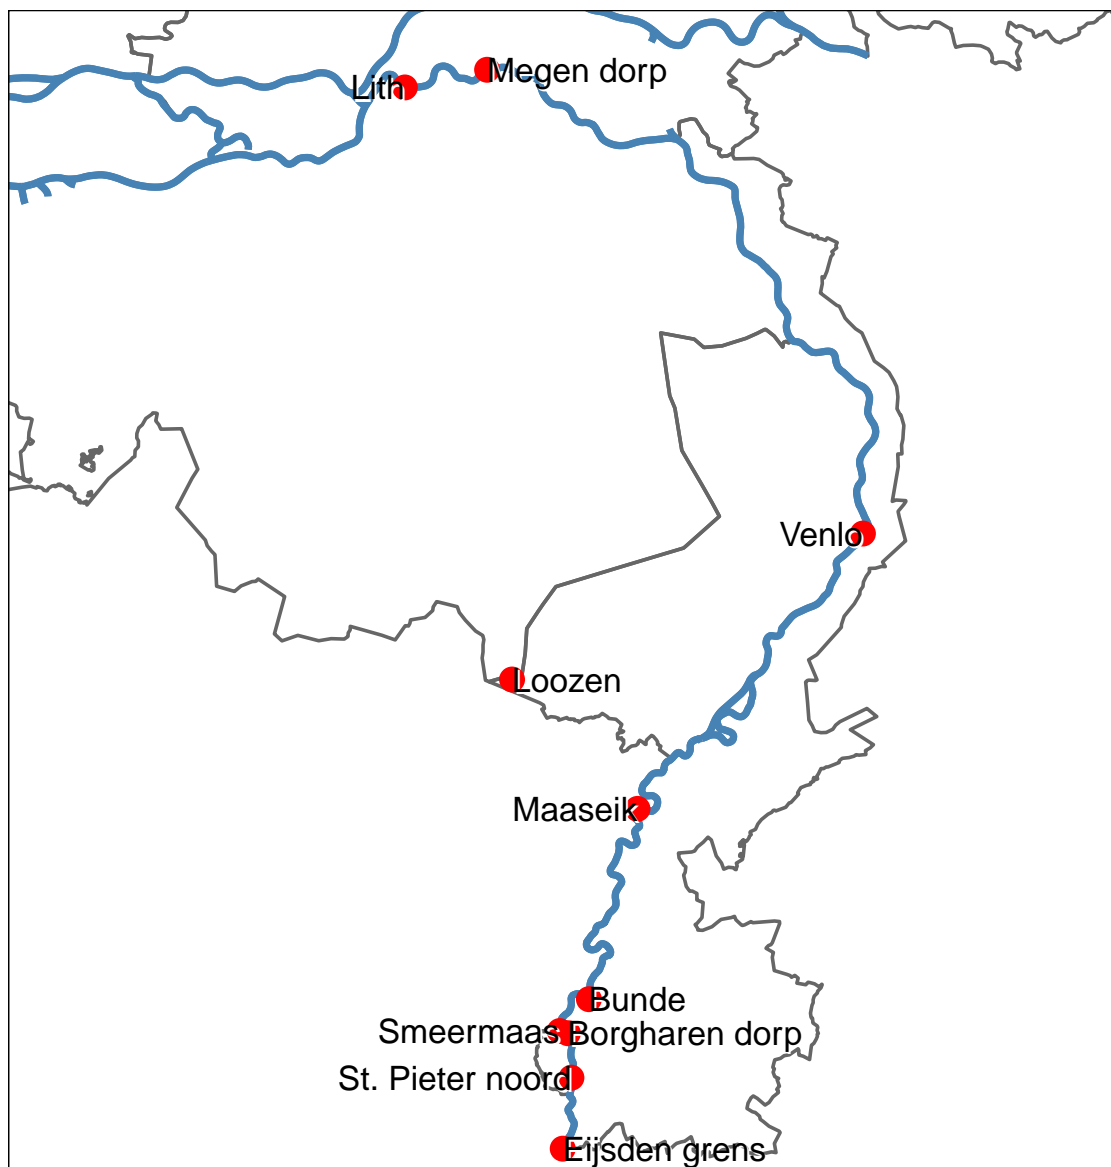 Megen dorp
Lith
Venlo
Loozen
Maaseik
Bunde
Smeermaas
Borgharen dorp
St. Pieter noord
Eijsden grens